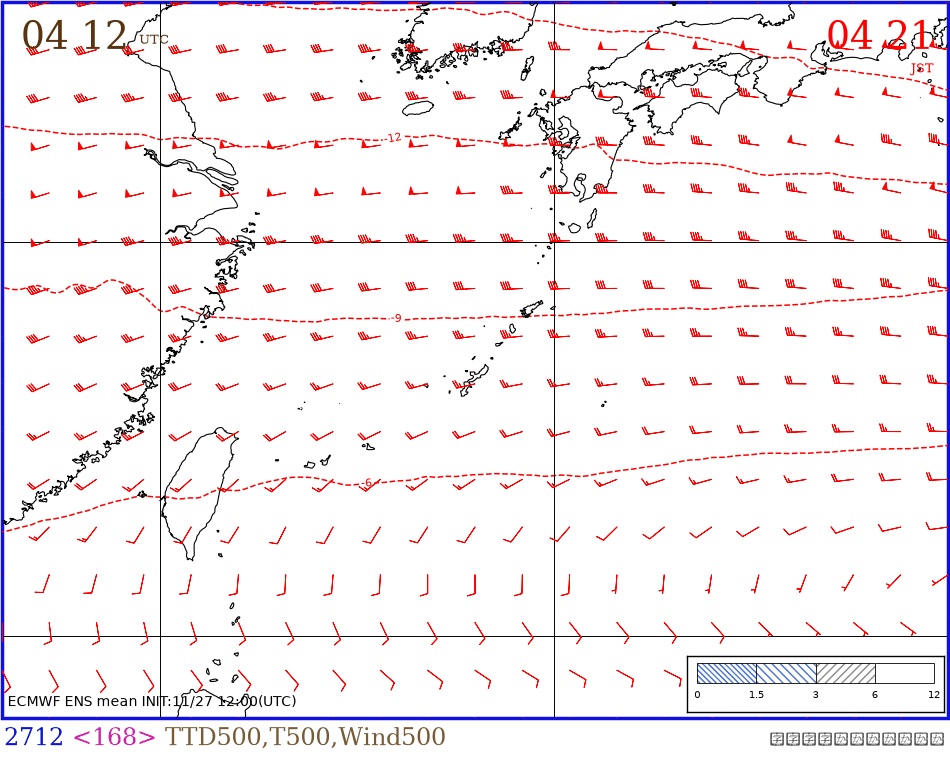 04 12 UTC
04 21
JST
-12
-9
-6
0 1.5 3 6 12
ECMWF ENS mean INIT:11/27 12:00(UTC)
2712 <168> TTD500,T500,Wind500